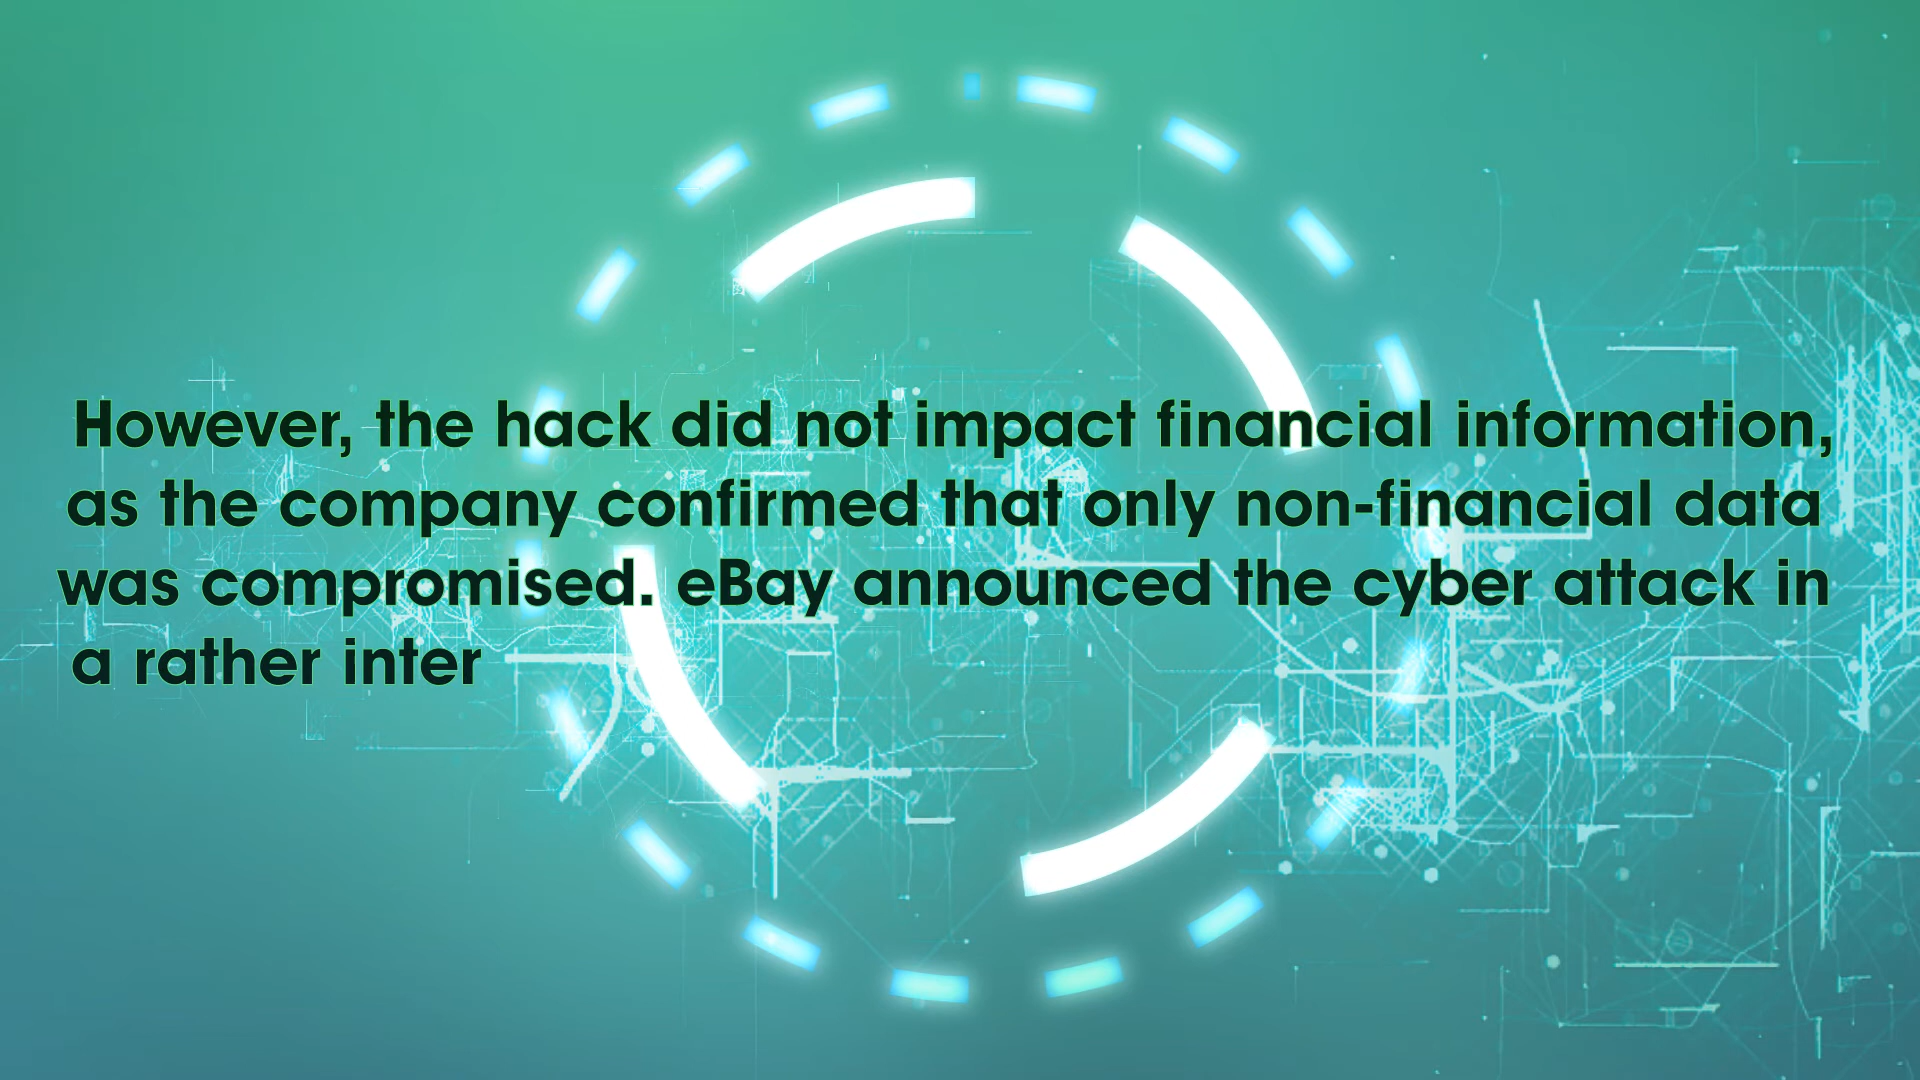 However, the hack did not impact financial information,
as the company confirmed that only non-financial data
was compromised. eBay announced the cyber attack in
a rather inter